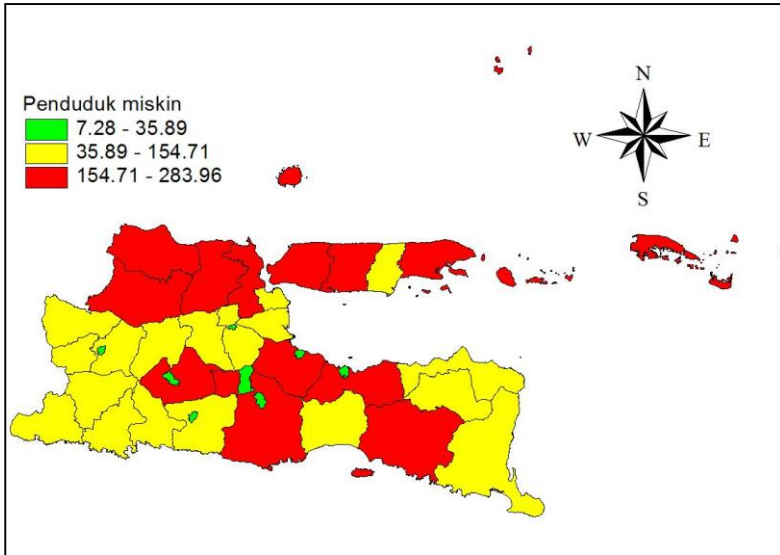 Penduduk miskin
7.28 - 35.89
35.89 - 154.71
154.71 - 283.96
N
W E
S